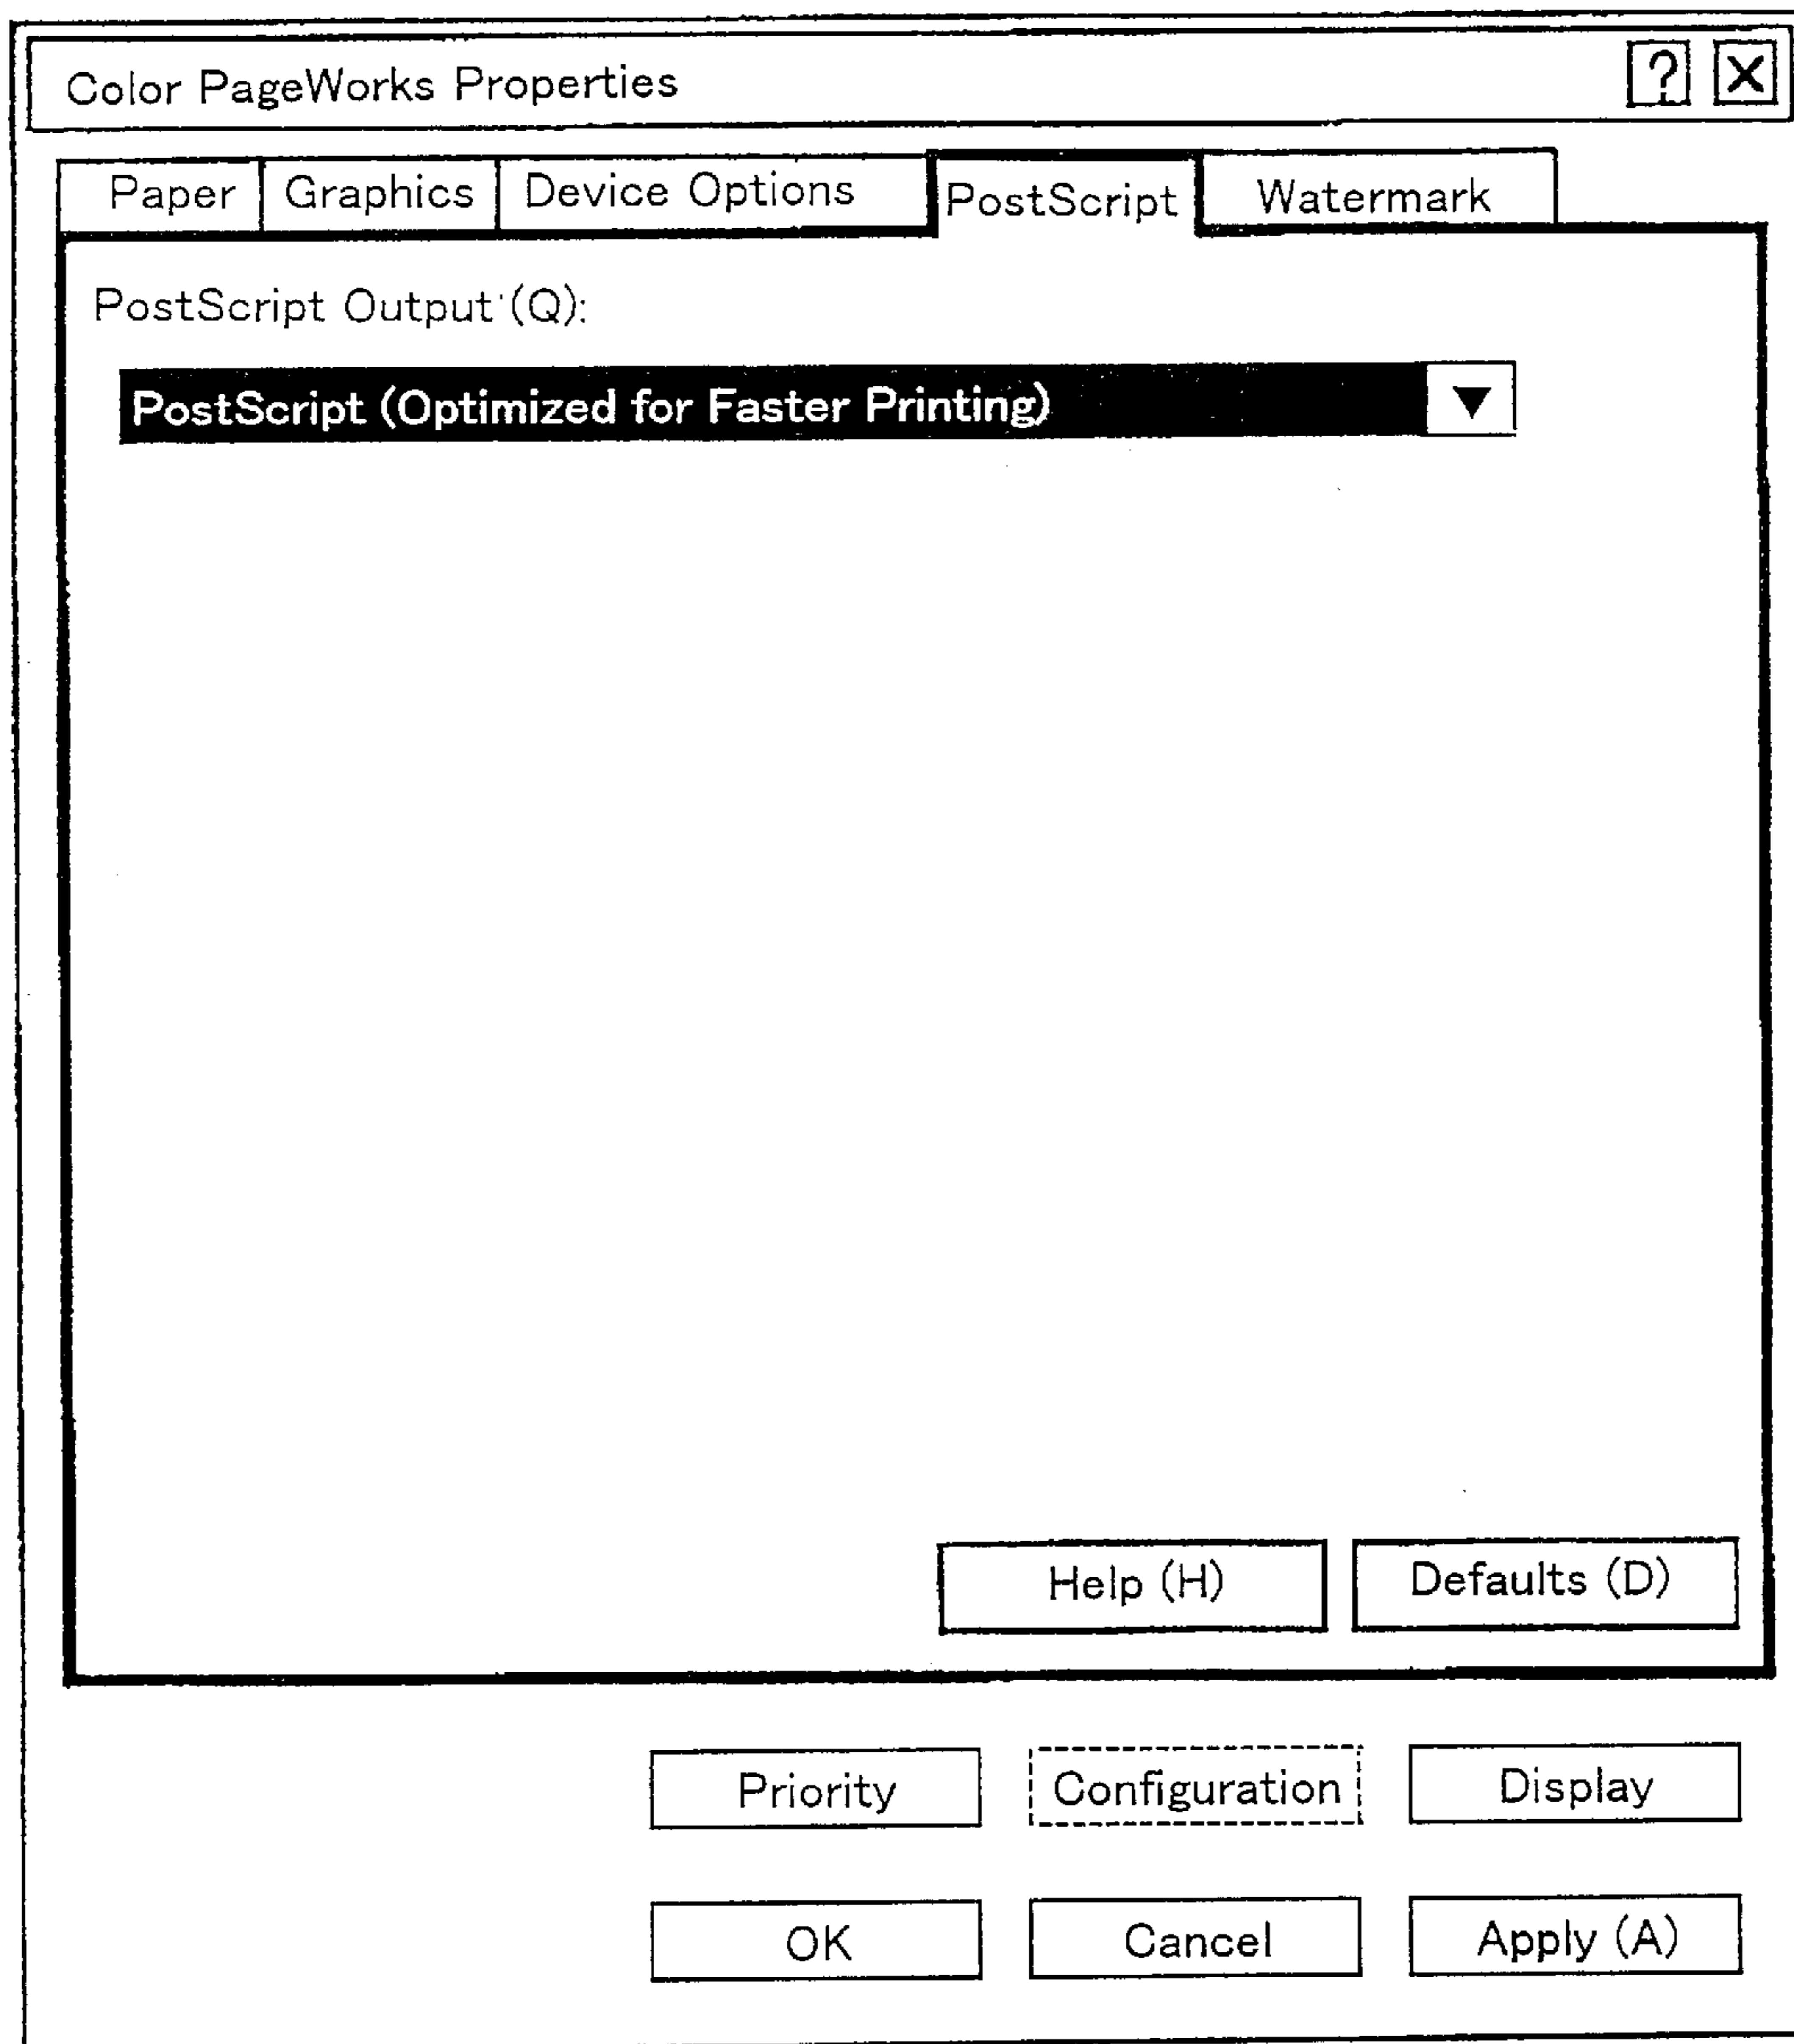 Color PageWorks Properties ? X
Paper Graphics Device Options PostScript Watermark
PostScript Output (Q):
PostScript (Optimized for Faster Printing) ▼
Help (H) Defaults (D)
Priority Configuration Display
OK Cancel Apply (A)